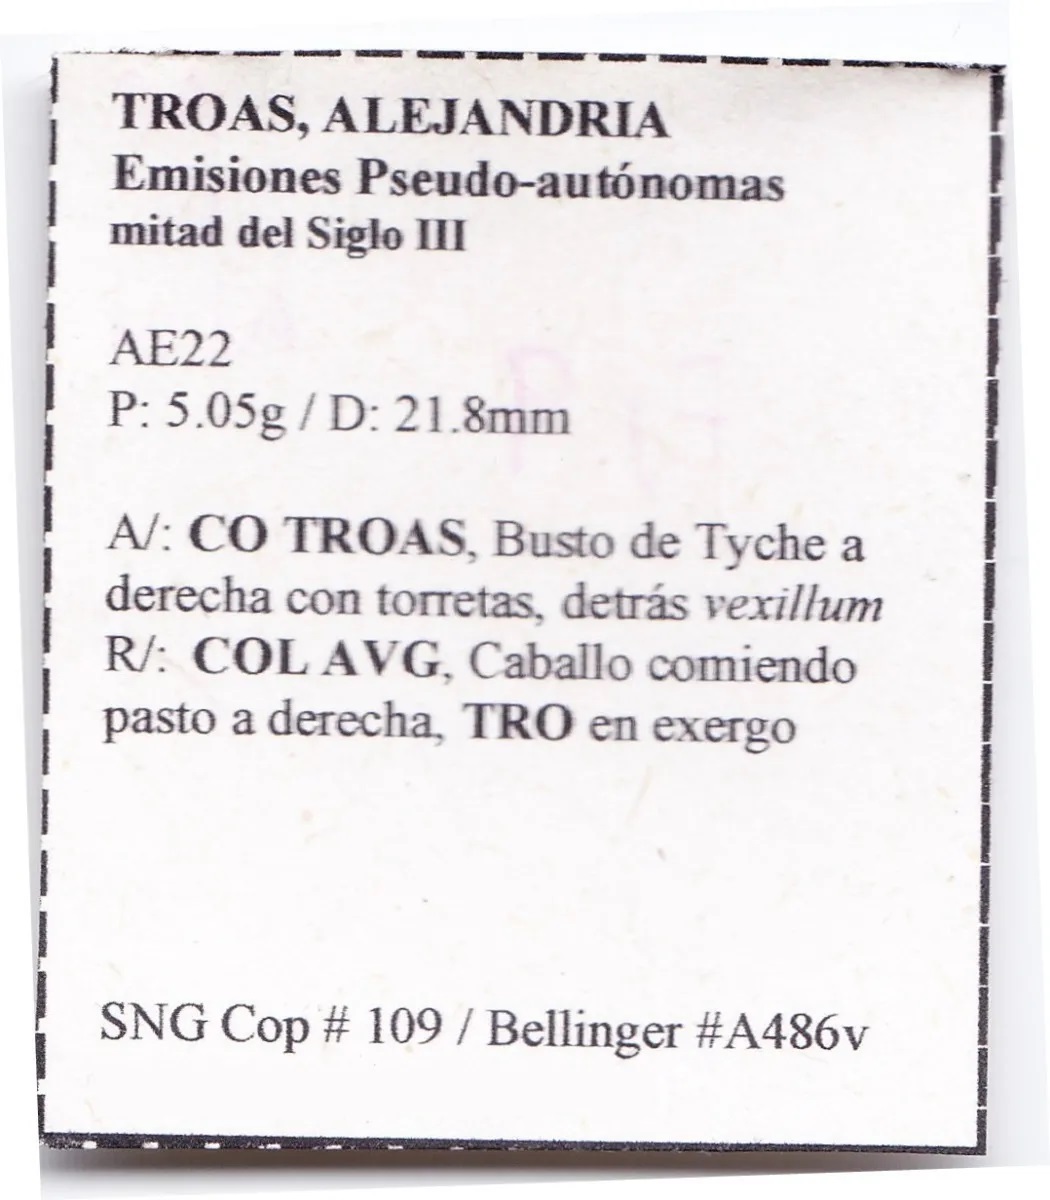 TROAS, ALEJANDRIA
Emisiones Pseudo-autónomas
mitad del Siglo III
AE22
P: 5.05g / D: 21.8mm
A/: CO TROAS, Busto de Tyche a
derecha con torretas, detrás vexillum
R/: COL AVG, Caballo comiendo
pasto a derecha, TRO en exergo
SNG Cop # 109 / Bellinger #A486v